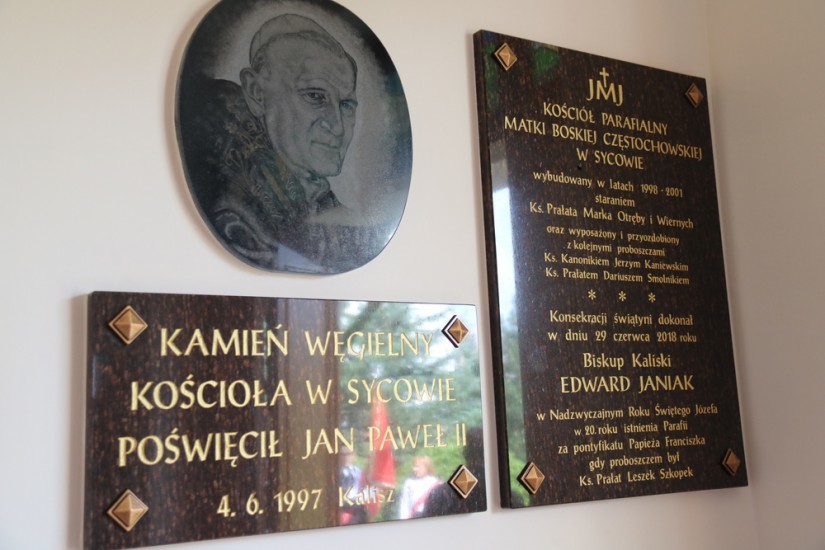 KAMIEŃ WĘGIELNY
KOŚCIOŁA W SYCOWIE
POŚWIĘCIŁ JAN PAWEŁ II
4. 6. 1997 Kalisz
JMJ
KOŚCIÓŁ PARAFIALNY
MATKI BOSKIEJ CZĘSTOCHOWSKIEJ
W SYCOWIE
wybudowany w latach 1998 - 2001
staraniem
Ks. Prałata Marka Otręby i Wiernych
oraz wyposażony i przyozdobiony
z kolejnymi proboszczami
Ks. Kanonikiem Jerzym Kaniewskim
Ks. Prałatem Dariuszem Smolnikiem
* * *
Konsekracji świątyni dokonał
w dniu 29 czerwca 2018 roku
Biskup Kaliski
EDWARD JANIAK
w Nadzwyczajnym Roku Świętego Józefa
w 20. roku istnienia Parafii
za pontyfikatu Papieża Franciszka
gdy proboszczem był
Ks. Prałat Leszek Szkopek